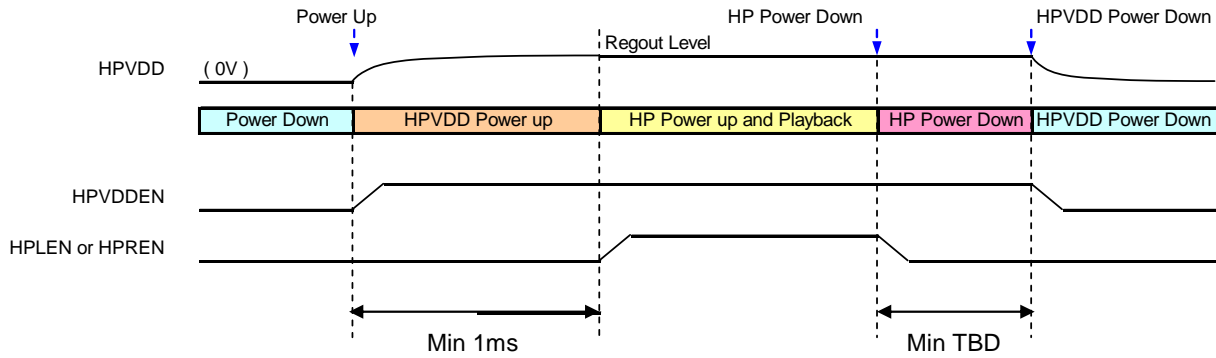 Power Up
HP Power Down
HPVDD Power Down
Regout Level
HPVDD
( 0V )
Power Down
HPVDD Power up
HP Power up and Playback
HP Power Down
HPVDD Power Down
HPVDDEN
HPLEN or HPREN
Min 1ms
Min TBD